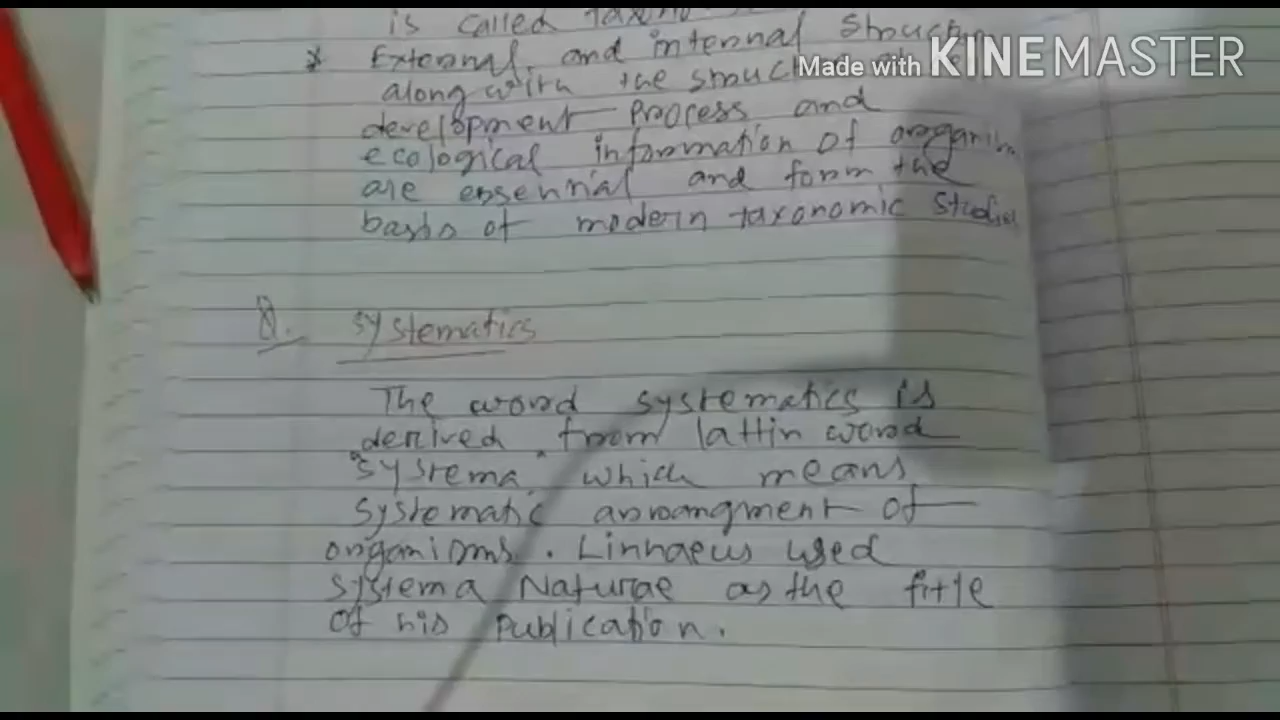 is called
* External and internal
Made with KINEMASTER
along with the
development process and
ecological information of
are essential and form the
basis of modern taxonomic
Q. systematics
The word systematics is
derived from lattin word
"systema" which means
systematic arrangment of
organisms. Linnaeus used
systema Naturae as the title
of his publication.